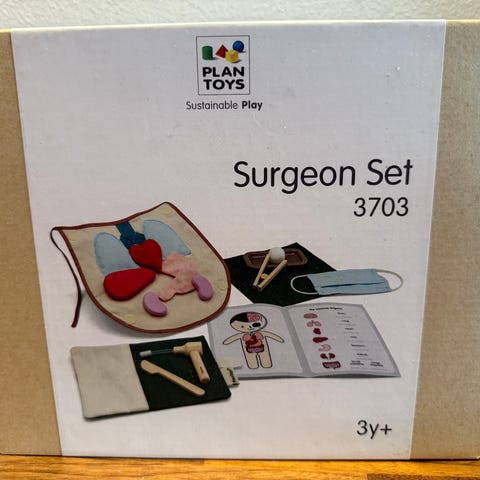 PLAN
TOYS
Sustainable Play
Surgeon Set
3703
3y+